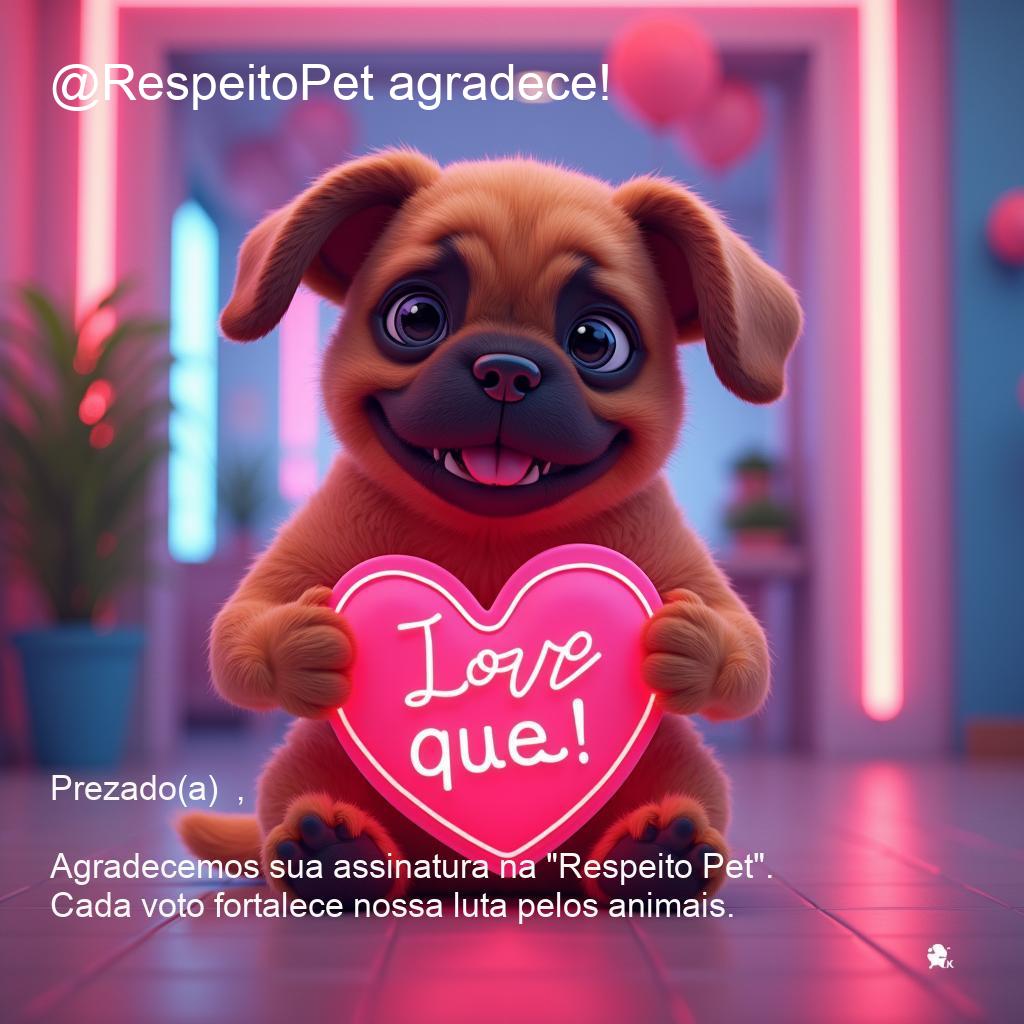 @RespeitoPet agradece!
Love
que!
Prezado(a)  ,
Agradecemos sua assinatura na "Respeito Pet".
Cada voto fortalece nossa luta pelos animais.